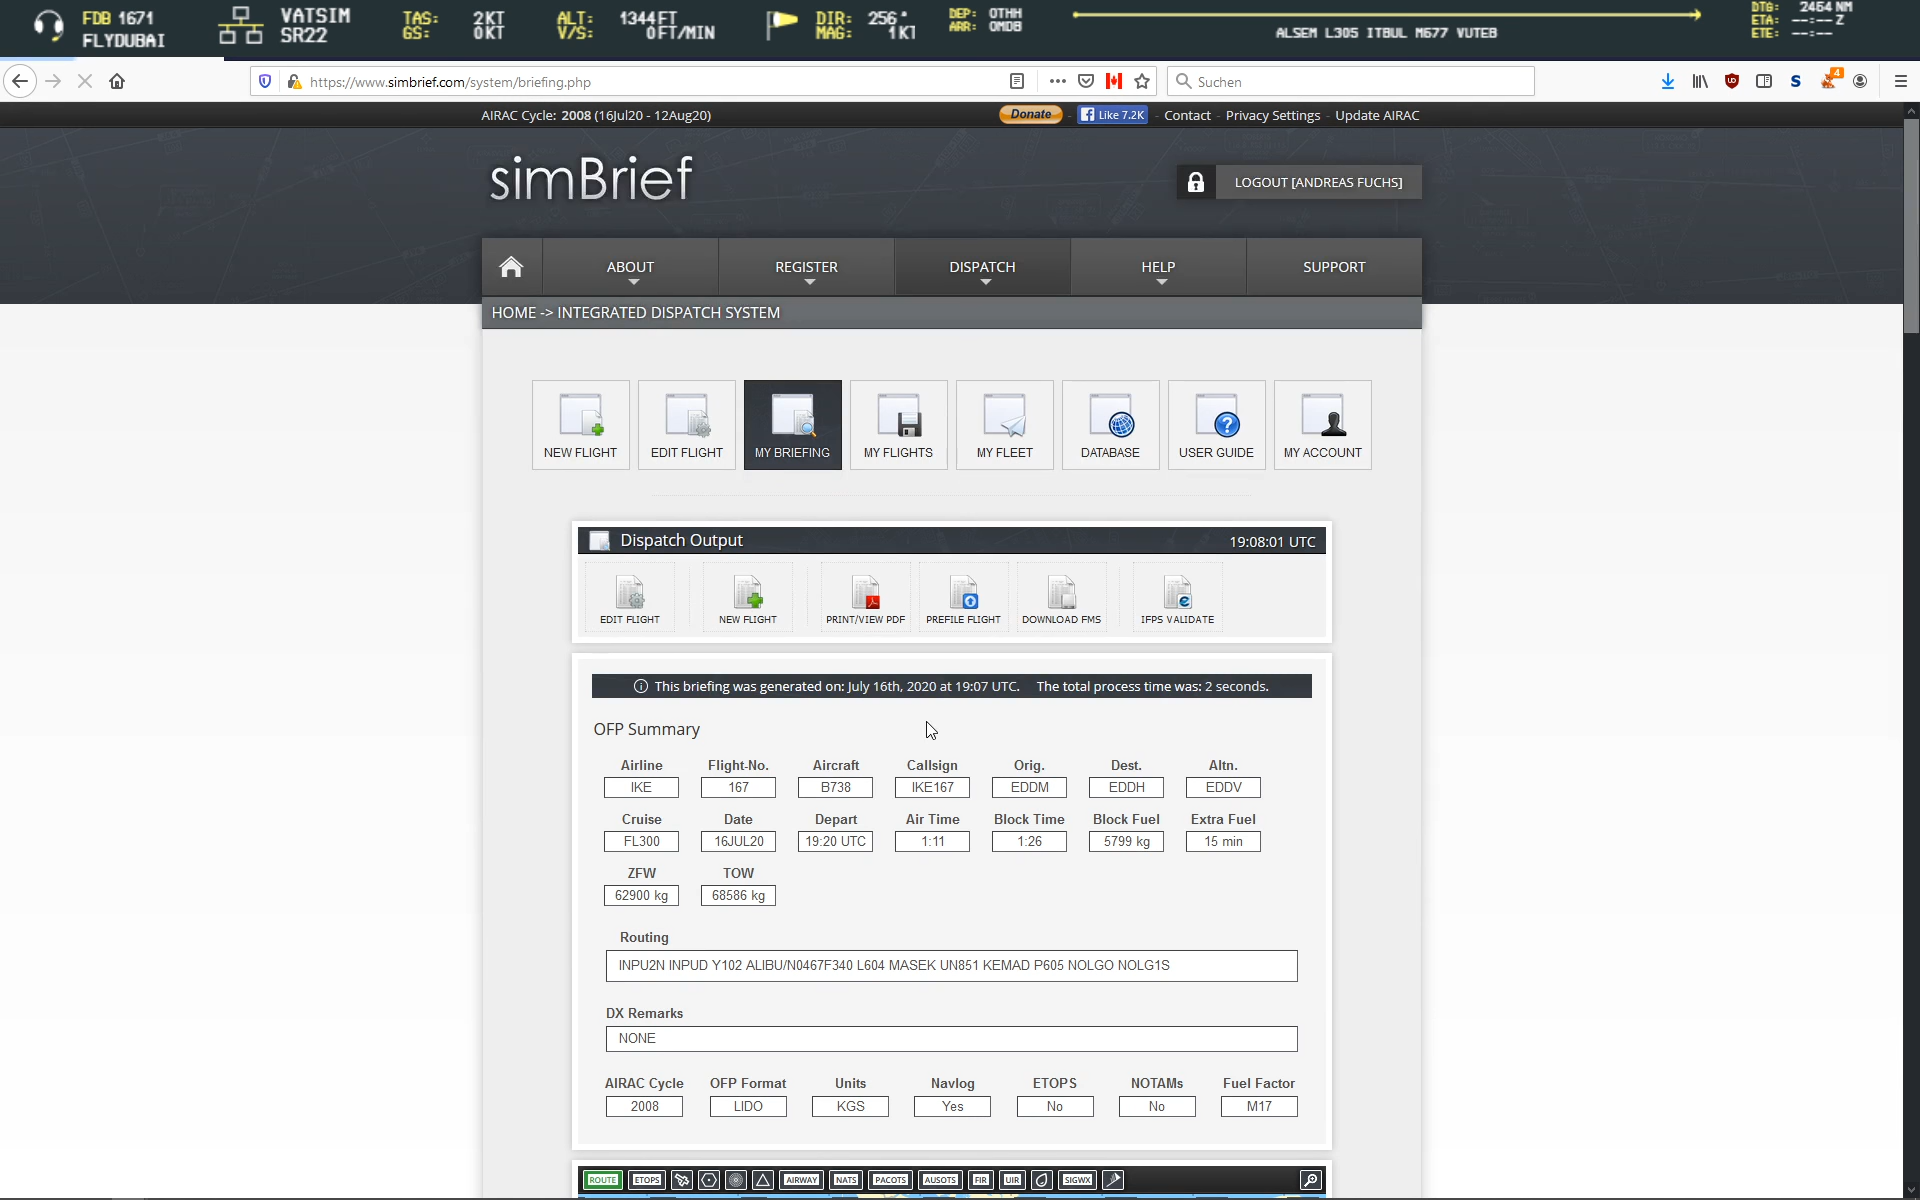 FDB 1671
FLYDUBAI
VATSIM
SR22
TAS: 2KT
GS: 0KT
ALT: 1344FT
V/S: 0FT/MIN
DIR: 256°
MAG: 1KT
DEP: OTHH
ARR: OMDB
ALSEM L305 ITBUL M677 VUTEB
DTG: 2464 NM
ETA: --:--Z
ETE: --:--
https://www.simbrief.com/system/briefing.php
Suchen
S
4
AIRAC Cycle: 2008 (16Jul20 - 12Aug20)
Donate - Like 7.2K - Contact - Privacy Settings - Update AIRAC
simBrief
LOGOUT [ANDREAS FUCHS]
ABOUT REGISTER DISPATCH HELP SUPPORT
HOME -> INTEGRATED DISPATCH SYSTEM
NEW FLIGHT EDIT FLIGHT MY BRIEFING MY FLIGHTS MY FLEET DATABASE USER GUIDE MY ACCOUNT
Dispatch Output 19:08:01 UTC
EDIT FLIGHT NEW FLIGHT PRINT/VIEW PDF PREFILE FLIGHT DOWNLOAD FMS IFPS VALIDATE
This briefing was generated on: July 16th, 2020 at 19:07 UTC. The total process time was: 2 seconds.
OFP Summary
Airline Flight-No. Aircraft Callsign Orig. Dest. Altn.
IKE 167 B738 IKE167 EDDM EDDH EDDV
Cruise Date Depart Air Time Block Time Block Fuel Extra Fuel
FL300 16JUL20 19:20 UTC 1:11 1:26 5799 kg 15 min
ZFW TOW
62900 kg 68586 kg
Routing
INPU2N INPUD Y102 ALIBU/N0467F340 L604 MASEK UN851 KEMAD P605 NOLGO NOLG1S
DX Remarks
NONE
AIRAC Cycle OFP Format Units Navlog ETOPS NOTAMs Fuel Factor
2008 LIDO KGS Yes No No M17
ROUTE ETOPS AIRWAY NATS PACOTS AUSOTS FIR UIR SIGWX